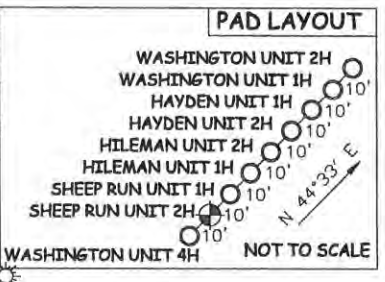 PAD LAYOUT
WASHINGTON UNIT 2H
WASHINGTON UNIT 1H
10'
HAYDEN UNIT 1H
10'
HAYDEN UNIT 2H
10'
HILEMAN UNIT 2H
10'
HILEMAN UNIT 1H
10'
SHEEP RUN UNIT 1H
10'
SHEEP RUN UNIT 2H
10'
WASHINGTON UNIT 4H
10'
N 44°33' E
NOT TO SCALE